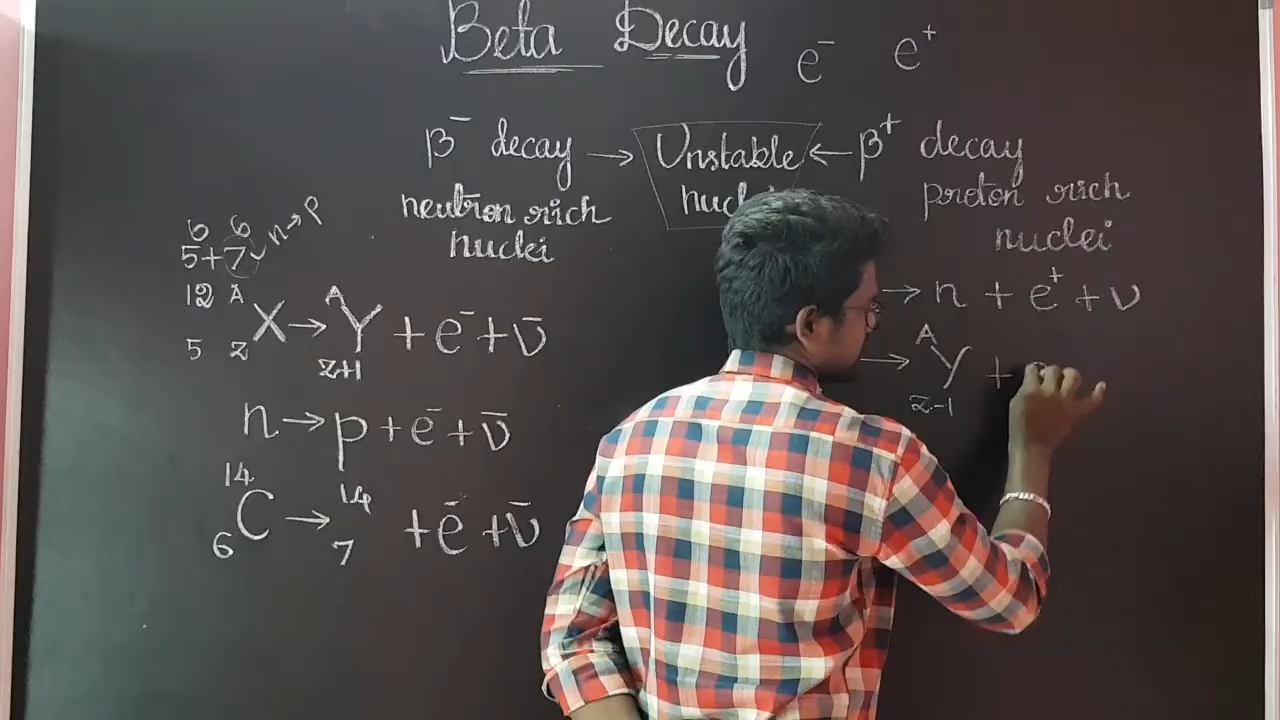 Beta Decay e⁻ e⁺
β⁻ decay → Unstable ← β⁺ decay
neutron rich
nuclei
proton rich
nuclei
6 6
5+7 n→p
12 A
X → A Y + e⁻ + ν̄
5 Z Z+1
n → p + e⁻ + ν̄
14 C 6 → 14 7 + e⁻ + ν̄
→ n + e⁺ + ν
→ A Y Z-1 +